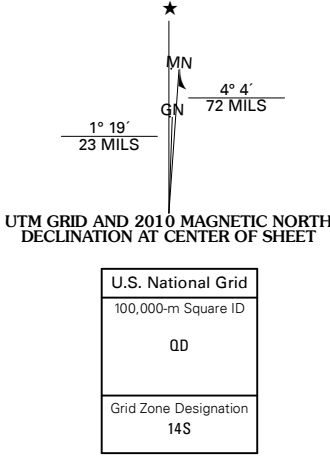 ★
MN
4° 4´
72 MILS
GN
1° 19´
23 MILS
UTM GRID AND 2010 MAGNETIC NORTH
DECLINATION AT CENTER OF SHEET
U.S. National Grid
100,000-m Square ID
QD
Grid Zone Designation
14S